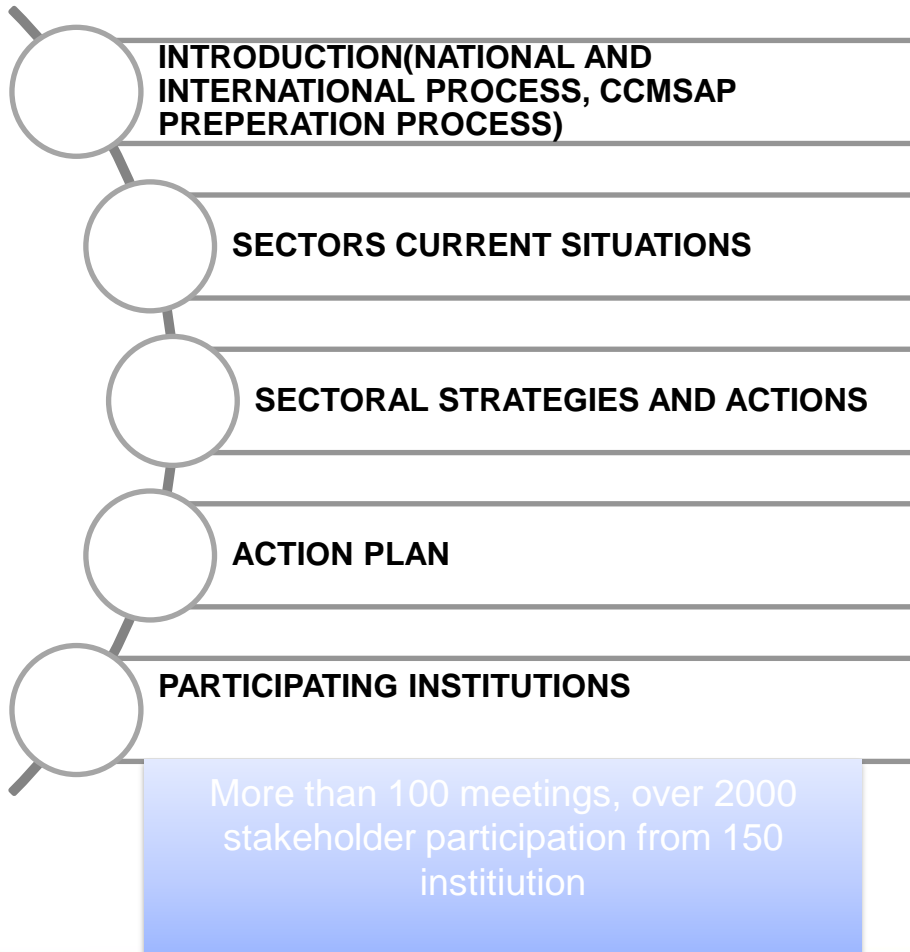 INTRODUCTION(NATIONAL AND
INTERNATIONAL PROCESS, CCMSAP
PREPERATION PROCESS)
SECTORS CURRENT SITUATIONS
SECTORAL STRATEGIES AND ACTIONS
ACTION PLAN
PARTICIPATING INSTITUTIONS
More than 100 meetings, over 2000
stakeholder participation from 150
institiution